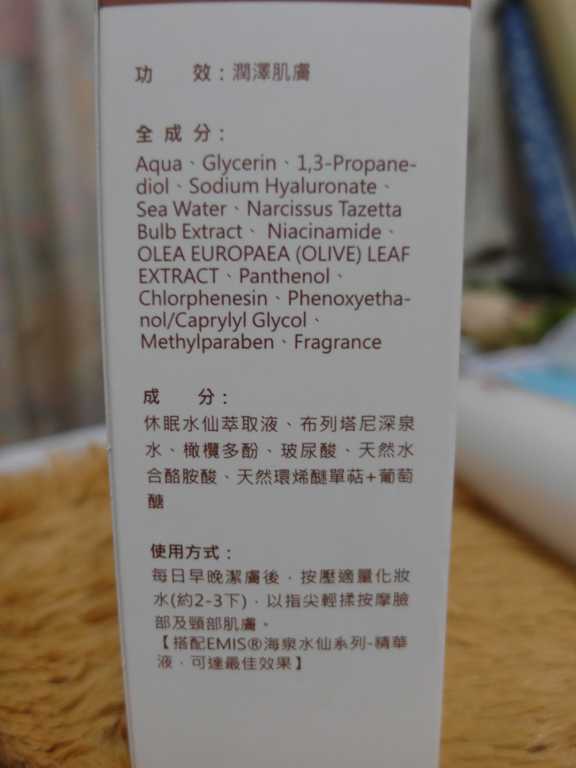 功　　效：潤澤肌膚
全 成 分：
Aqua、Glycerin、1,3-Propane-
diol、Sodium Hyaluronate、
Sea Water、Narcissus Tazetta
Bulb Extract、 Niacinamide、
OLEA EUROPAEA (OLIVE) LEAF
EXTRACT、Panthenol、
Chlorphenesin、Phenoxyetha-
nol/Caprylyl Glycol、
Methylparaben、Fragrance
成　　分：
休眠水仙萃取液、布列塔尼深泉
水、橄欖多酚、玻尿酸、天然水
合酪胺酸、天然環烯醚單萜+葡萄
醣
使用方式：
每日早晚潔膚後，按壓適量化妝
水(約2-3下)，以指尖輕揉按摩臉
部及頸部肌膚。
【搭配EMIS®海泉水仙系列-精華
液，可達最佳效果】